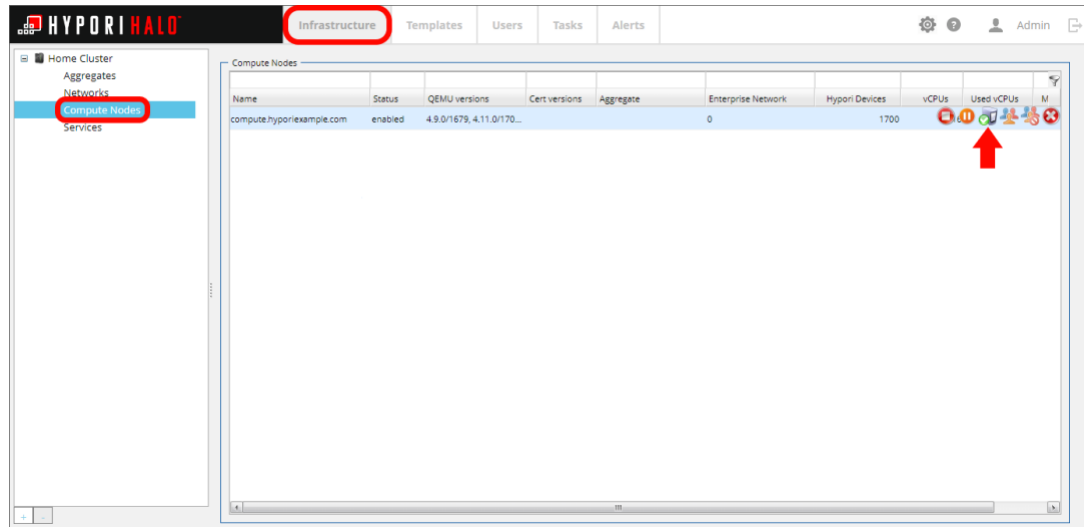 HYPORI HALO Infrastructure Templates Users Tasks Alerts Admin
Home Cluster
Aggregates
Networks
Compute Nodes
Services
Compute Nodes
Name Status QEMU versions Cert versions Aggregate Enterprise Network Hypori Devices vCPUs Used vCPUs M
compute.hyporiexample.com enabled 4.9.0/1679, 4.11.0/170... 0 1700